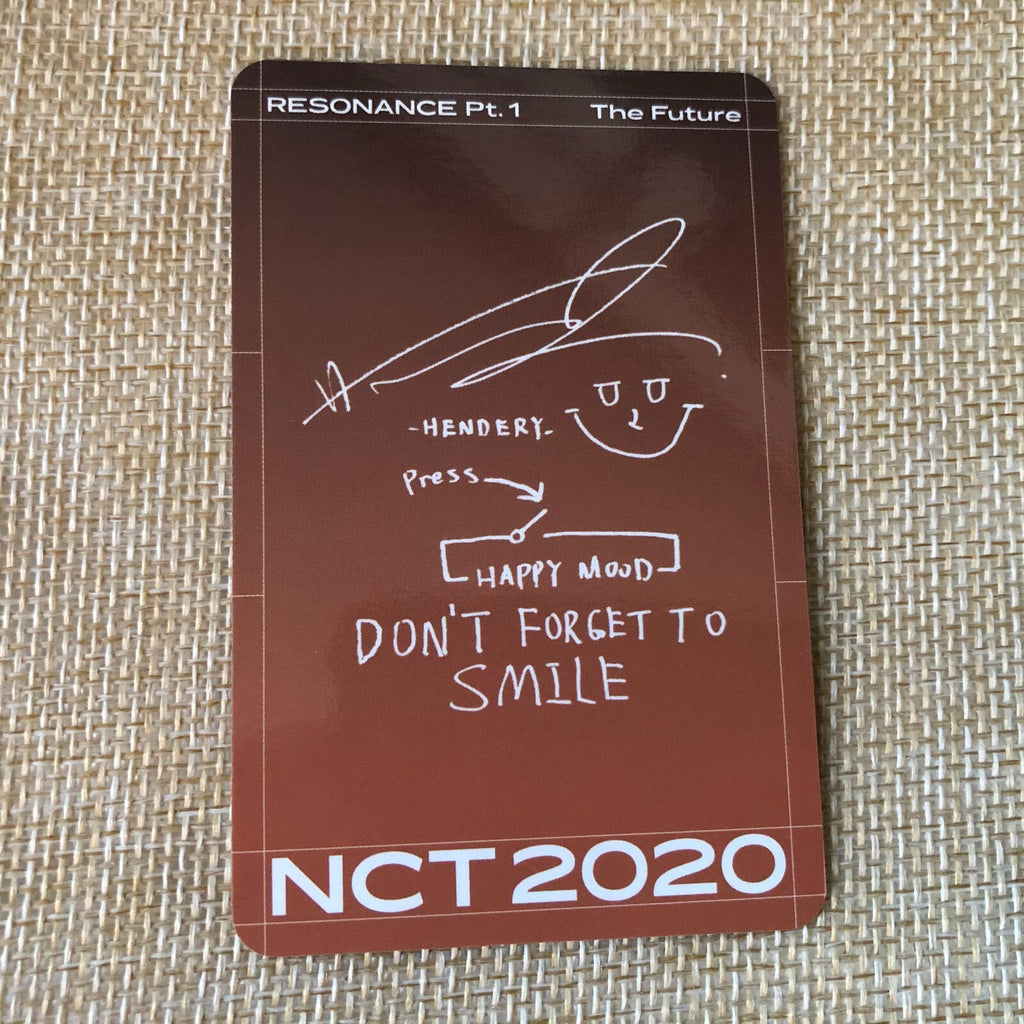 RESONANCE Pt. 1 The Future
-HENDERY-
Press
HAPPY MOOD
DON'T FORGET TO
SMILE
NCT 2020